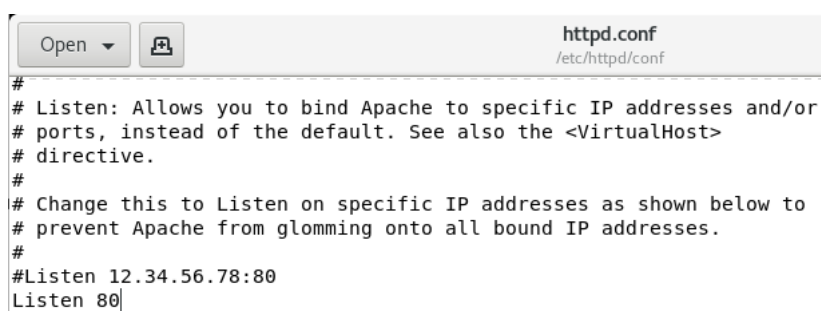 Open
httpd.conf
/etc/httpd/conf
#
# Listen: Allows you to bind Apache to specific IP addresses and/or
# ports, instead of the default. See also the <VirtualHost>
# directive.
#
# Change this to Listen on specific IP addresses as shown below to
# prevent Apache from glomming onto all bound IP addresses.
#
#Listen 12.34.56.78:80
Listen 80